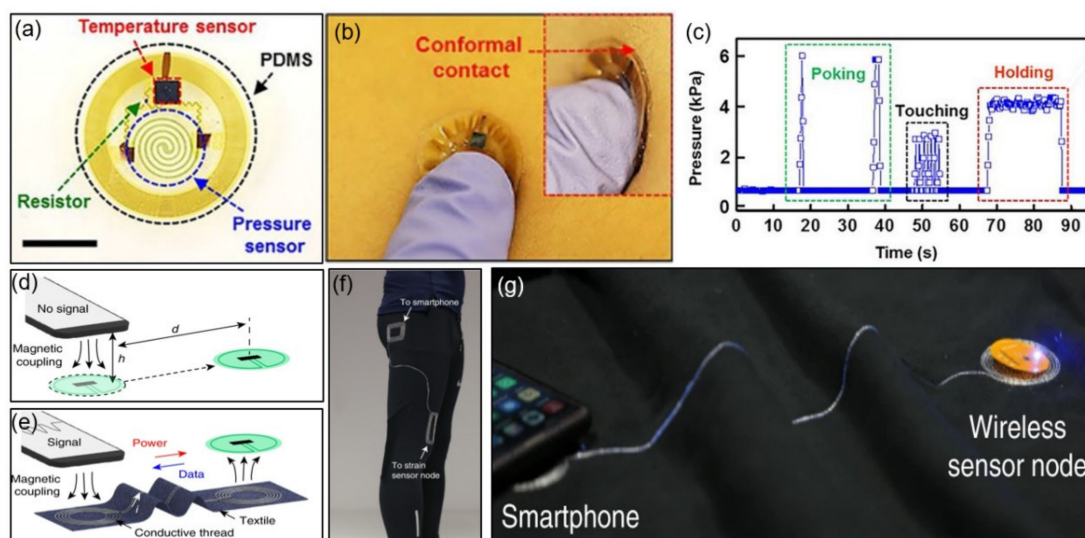 (a)
Temperature sensor
PDMS
Resistor
Pressure
sensor
(b)
Conformal
contact
(c)
Pressure (kPa)
6
4
2
0
Poking
Touching
Holding
0 10 20 30 40 50 60 70 80 90
Time (s)
(d)
No signal
Magnetic
coupling
h
d
(e)
Signal
Power
Data
Magnetic
coupling
Textile
Conductive thread
(f)
To smartphone
To strain
sensor node
(g)
Smartphone
Wireless
sensor node